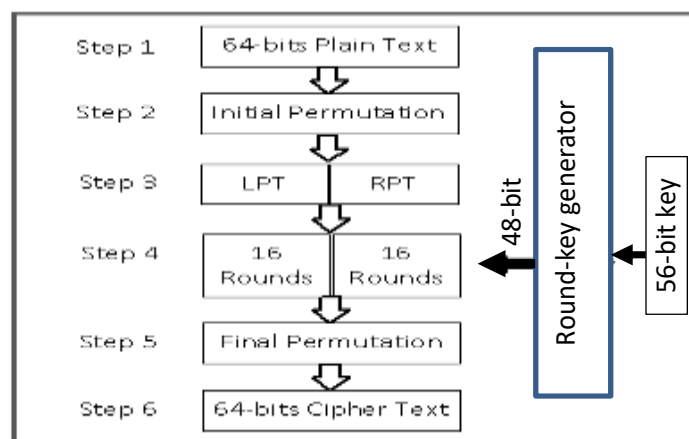 Step 1
64-bits Plain Text
Step 2
Initial Permutation
Step 3
LPT
RPT
Step 4
16
Rounds
16
Rounds
Step 5
Final Permutation
Step 6
64-bits Cipher Text
48-bit
Round-key generator
56-bit key